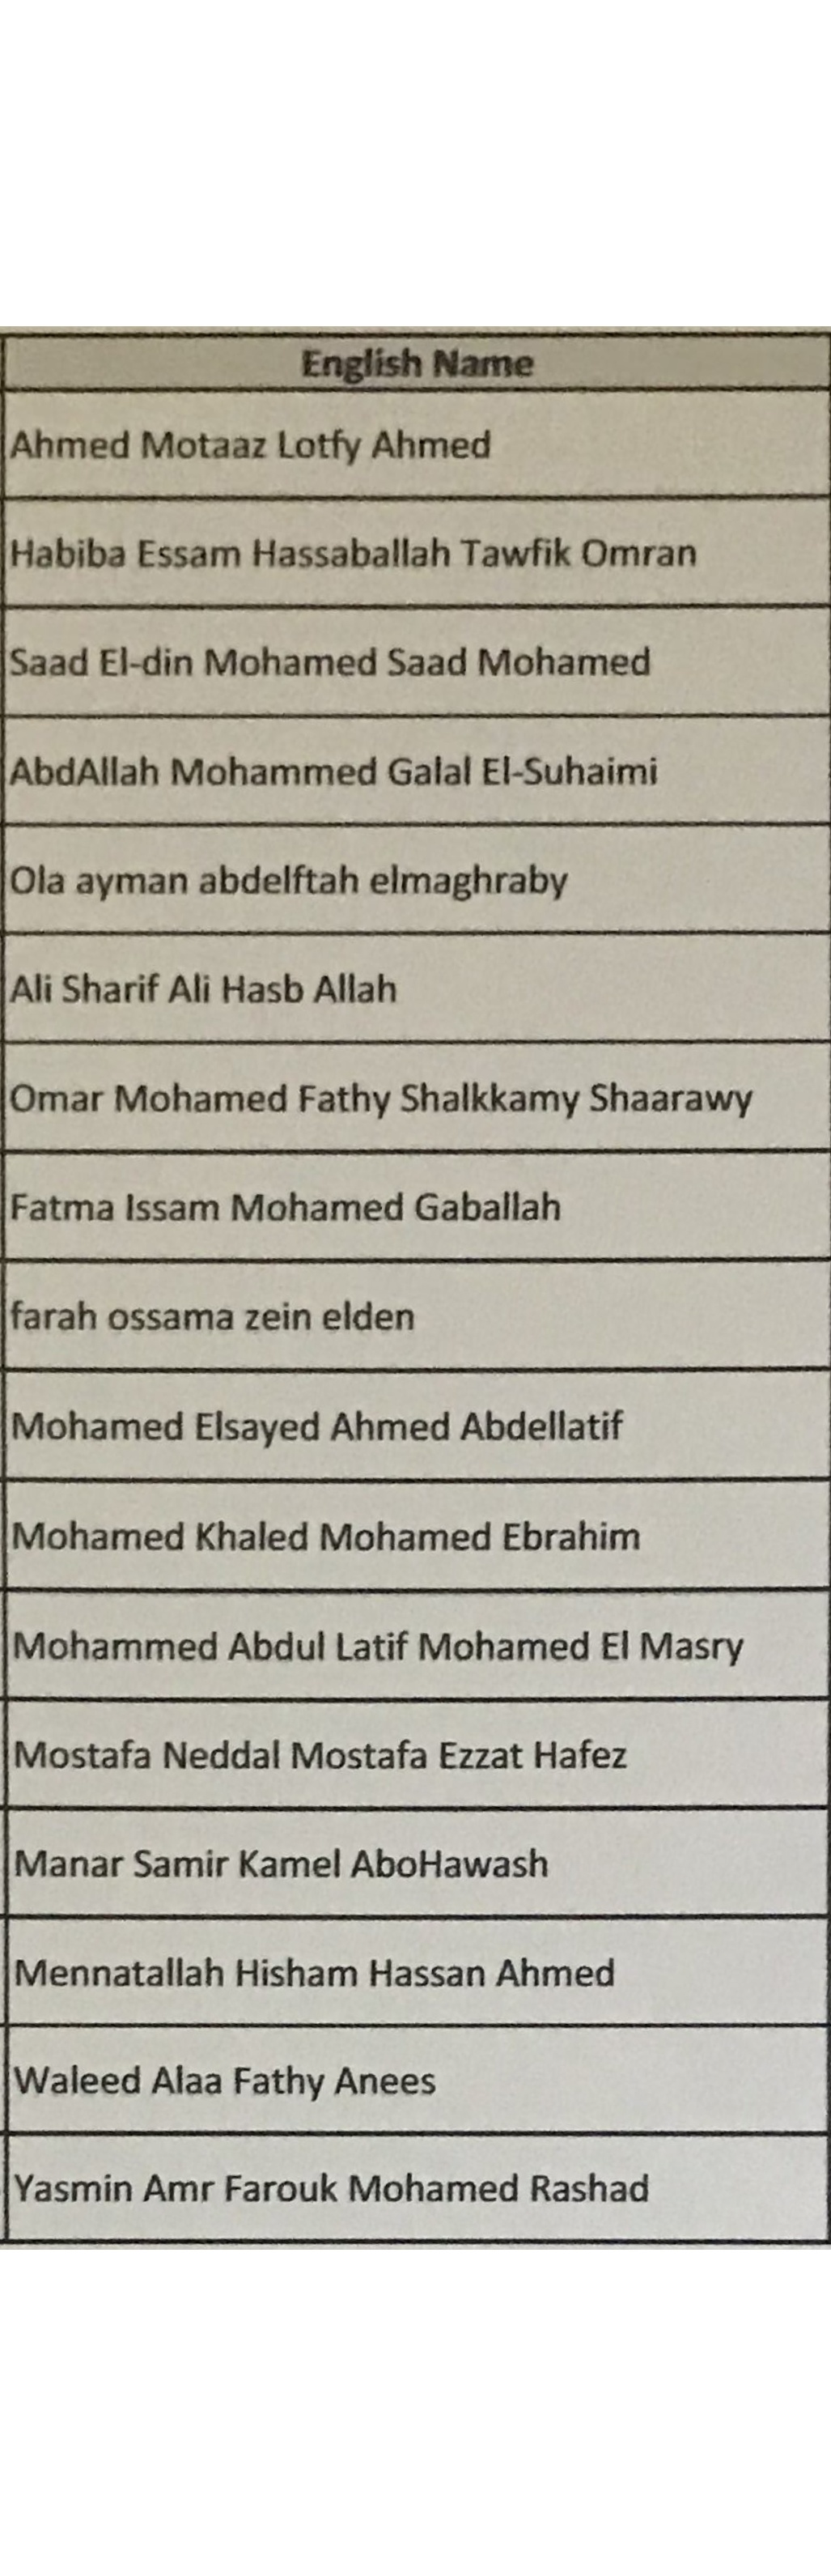 English Name
Ahmed Motaaz Lotfy Ahmed
Habiba Essam Hassaballah Tawfik Omran
Saad El-din Mohamed Saad Mohamed
AbdAllah Mohammed Galal El-Suhaimi
Ola ayman abdelftah elmaghraby
Ali Sharif Ali Hasb Allah
Omar Mohamed Fathy Shalkkamy Shaarawy
Fatma Issam Mohamed Gaballah
farah ossama zein elden
Mohamed Elsayed Ahmed Abdellatif
Mohamed Khaled Mohamed Ebrahim
Mohammed Abdul Latif Mohamed El Masry
Mostafa Neddal Mostafa Ezzat Hafez
Manar Samir Kamel AboHawash
Mennatallah Hisham Hassan Ahmed
Waleed Alaa Fathy Anees
Yasmin Amr Farouk Mohamed Rashad